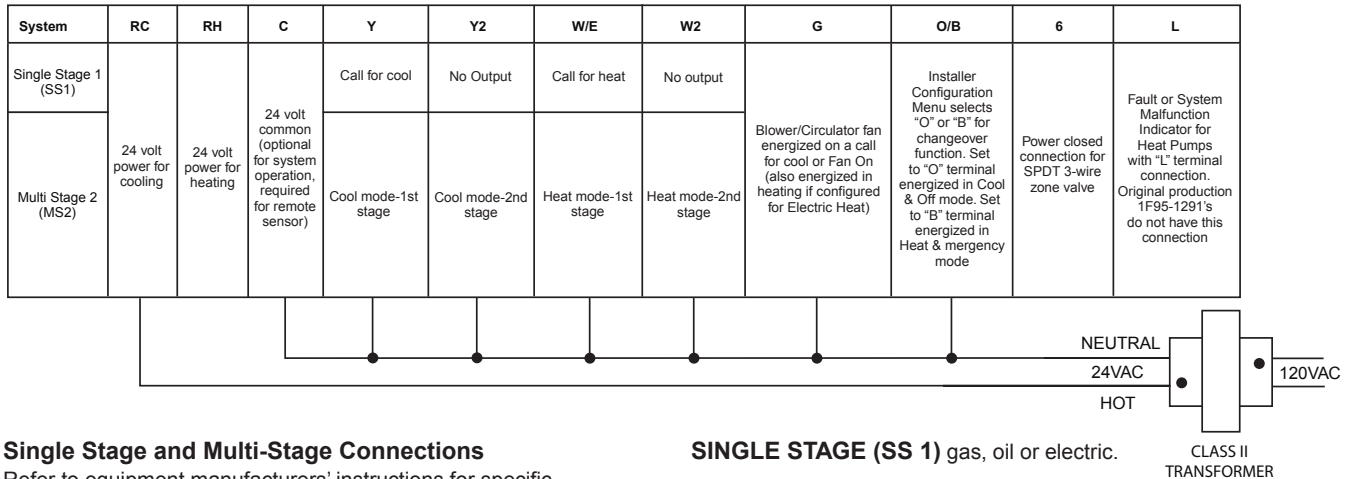 System RC RH C Y Y2 W/E W2 G O/B 6 L
Single Stage 1
(SS1)
Multi Stage 2
(MS2)
24 volt
power for
cooling
24 volt
power for
heating
24 volt
common
(optional
for system
operation,
required
for remote
sensor)
Call for cool
Cool mode-1st
stage
No Output
Cool mode-2nd
stage
Call for heat
Heat mode-1st
stage
No output
Heat mode-2nd
stage
Blower/Circulator fan
energized on a call
for cool or Fan On
(also energized in
heating if configured
for Electric Heat)
Installer
Configuration
Menu selects
“O” or “B” for
changeover
function. Set
to “O” terminal
energized in Cool
& Off mode. Set
to “B” terminal
energized in
Heat & mergency
mode
Power closed
connection for
SPDT 3-wire
zone valve
Fault or System
Malfunction
Indicator for
Heat Pumps
with “L” terminal
connection.
Original production
1F95-1291’s
do not have this
connection
NEUTRAL
24VAC
HOT
120VAC
CLASS II
TRANSFORMER
Single Stage and Multi-Stage Connections
Refer to equipment manufacturers’ instructions for specific
SINGLE STAGE (SS 1) gas, oil or electric.